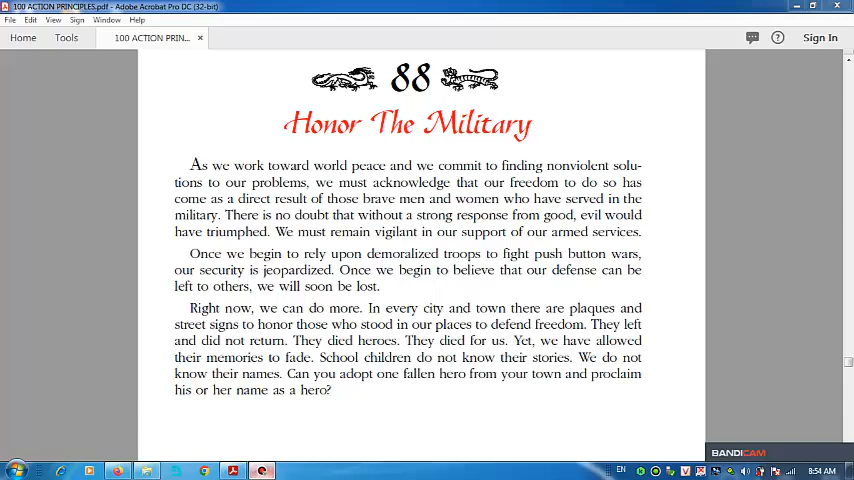 100 ACTION PRINCIPLES.pdf - Adobe Acrobat Pro DC (32-bit)
File Edit View Sign Window Help
Home Tools 100 ACTION PRIN... × Sign In
88
Honor The Military
As we work toward world peace and we commit to finding nonviolent solu-
tions to our problems, we must acknowledge that our freedom to do so has
come as a direct result of those brave men and women who have served in the
military. There is no doubt that without a strong response from good, evil would
have triumphed. We must remain vigilant in our support of our armed services.
Once we begin to rely upon demoralized troops to fight push button wars,
our security is jeopardized. Once we begin to believe that our defense can be
left to others, we will soon be lost.
Right now, we can do more. In every city and town there are plaques and
street signs to honor those who stood in our places to defend freedom. They left
and did not return. They died heroes. They died for us. Yet, we have allowed
their memories to fade. School children do not know their stories. We do not
know their names. Can you adopt one fallen hero from your town and proclaim
his or her name as a hero?
BANDICAM
EN 8:54 AM